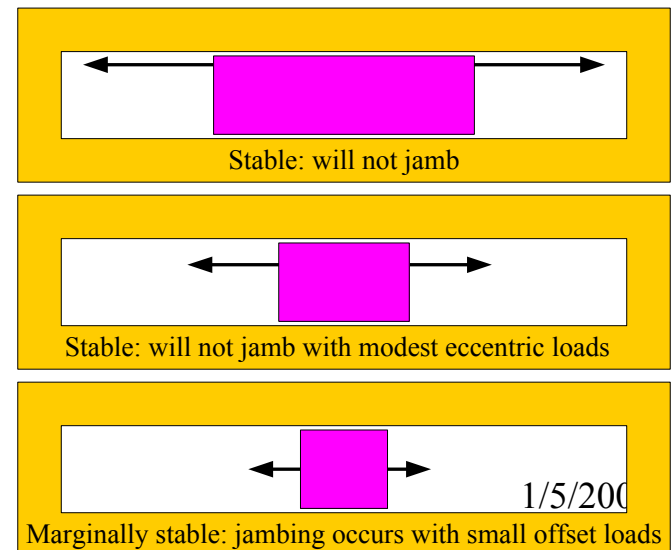 Stable: will not jamb
Stable: will not jamb with modest eccentric loads
1/5/200
Marginally stable: jambing occurs with small offset loads